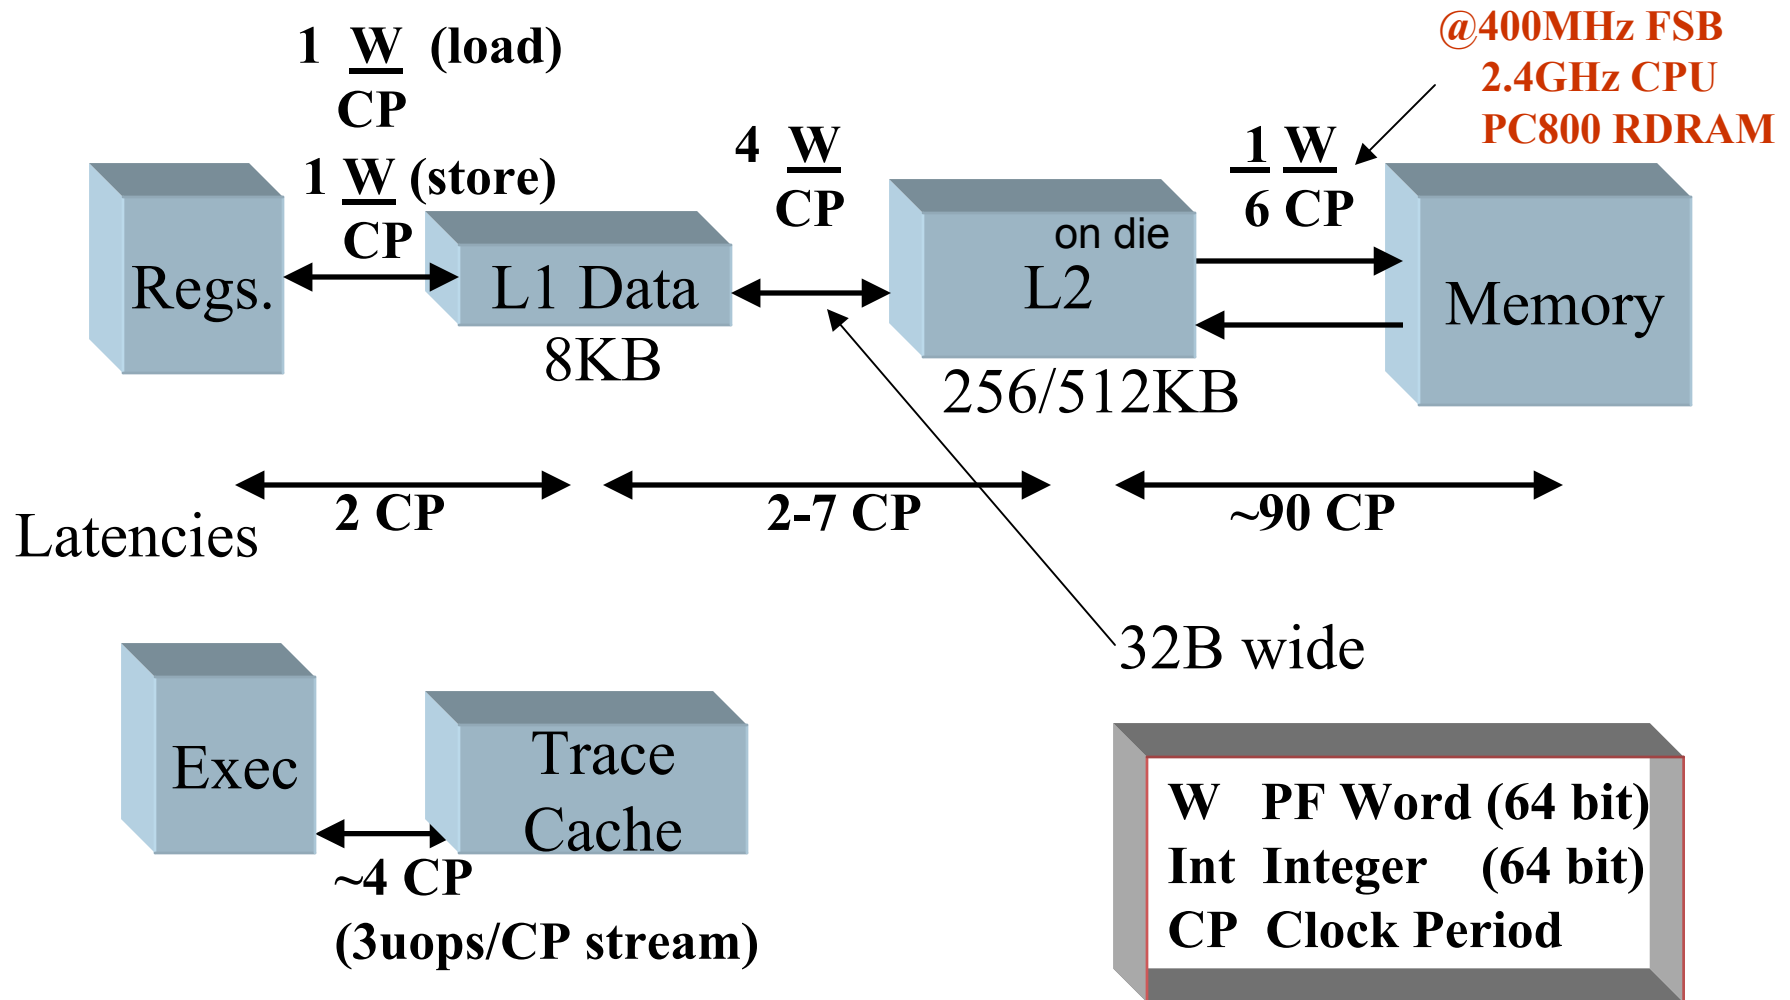 @400MHz FSB
2.4GHz CPU
PC800 RDRAM
1 W (load)
CP
1 W (store)
CP
4 W
CP
1 W
6 CP
Regs.
L1 Data
8KB
on die
L2
256/512KB
Memory
Latencies
2 CP
2-7 CP
~90 CP
32B wide
Exec
Trace
Cache
~4 CP
(3uops/CP stream)
W PF Word (64 bit)
Int Integer (64 bit)
CP Clock Period